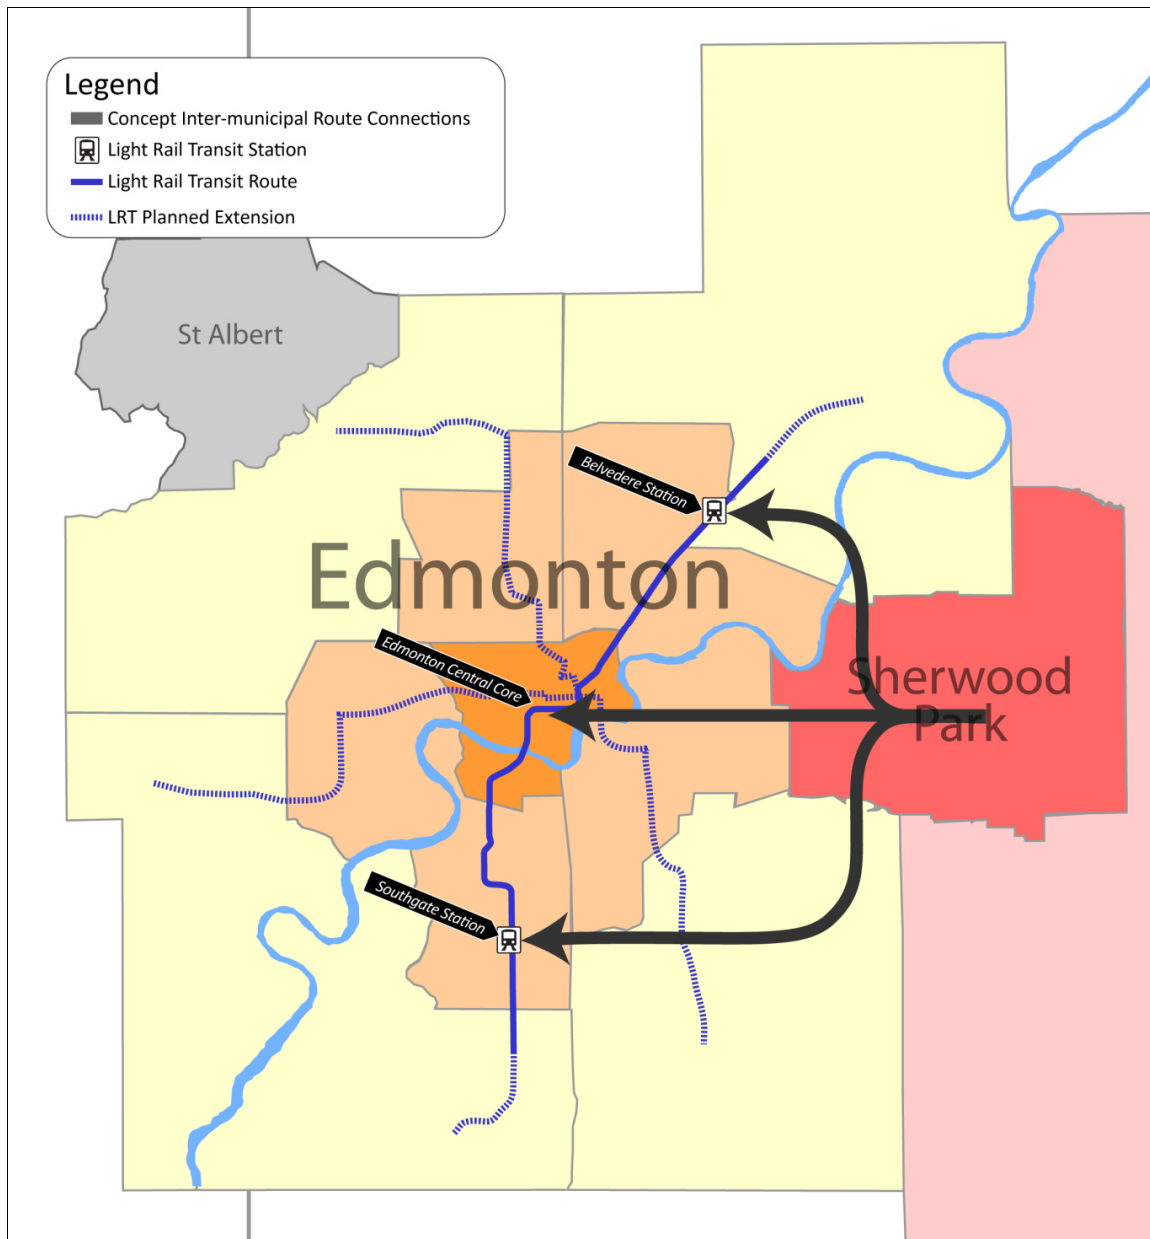 Legend
Concept Inter-municipal Route Connections
Light Rail Transit Station
Light Rail Transit Route
LRT Planned Extension
St Albert
Belvedere Station
Edmonton
Edmonton Central Core
Sherwood
Park
Southgate Station